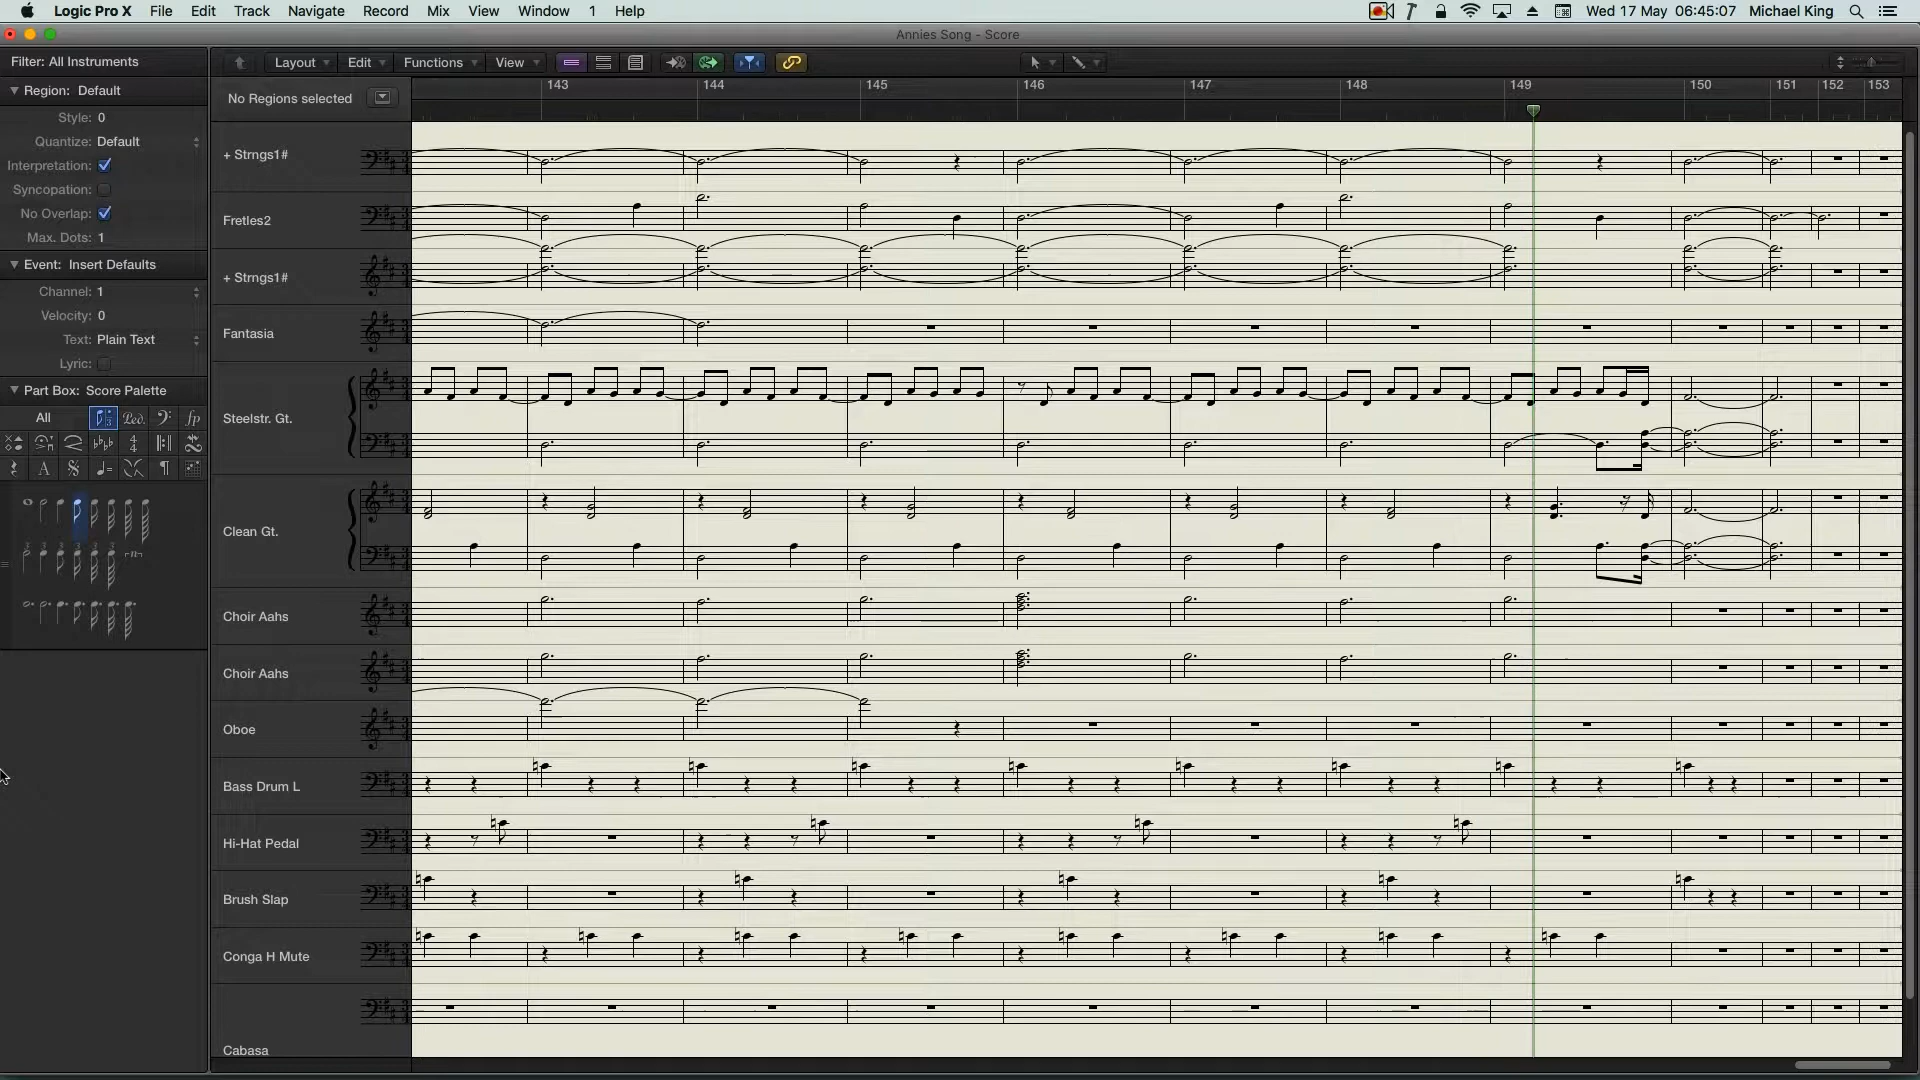 Logic Pro X File Edit Track Navigate Record Mix View Window 1 Help Wed 17 May 06:45:07 Michael King
Annies Song - Score
Filter: All Instruments
Layout Edit Functions View
Region: Default
No Regions selected
143 144 145 146 147 148 149 150 151 152 153
Style: 0
Quantize: Default
Interpretation:
Syncopation:
No Overlap:
Max. Dots: 1
Event: Insert Defaults
Channel: 1
Velocity: 0
Text: Plain Text
Lyric:
Part Box: Score Palette
All
+ Strngs1#
Fretles2
+ Strngs1#
Fantasia
Steelstr. Gt.
Clean Gt.
Choir Aahs
Choir Aahs
Oboe
Bass Drum L
Hi-Hat Pedal
Brush Slap
Conga H Mute
Cabasa